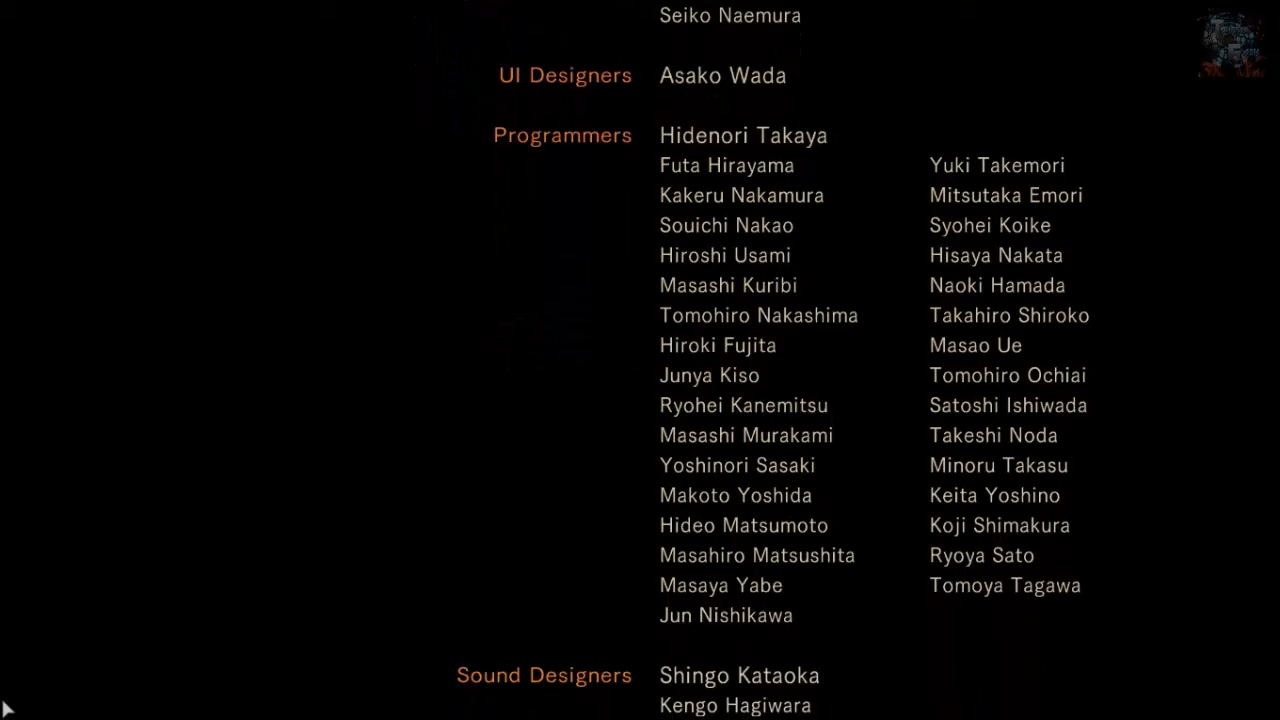 Seiko Naemura
UI Designers Asako Wada
Programmers Hidenori Takaya
Futa Hirayama Yuki Takemori
Kakeru Nakamura Mitsutaka Emori
Souichi Nakao Syohei Koike
Hiroshi Usami Hisaya Nakata
Masashi Kuribi Naoki Hamada
Tomohiro Nakashima Takahiro Shiroko
Hiroki Fujita Masao Ue
Junya Kiso Tomohiro Ochiai
Ryohei Kanemitsu Satoshi Ishiwada
Masashi Murakami Takeshi Noda
Yoshinori Sasaki Minoru Takasu
Makoto Yoshida Keita Yoshino
Hideo Matsumoto Koji Shimakura
Masahiro Matsushita Ryoya Sato
Masaya Yabe Tomoya Tagawa
Jun Nishikawa
Sound Designers Shingo Kataoka
Kengo Hagiwara